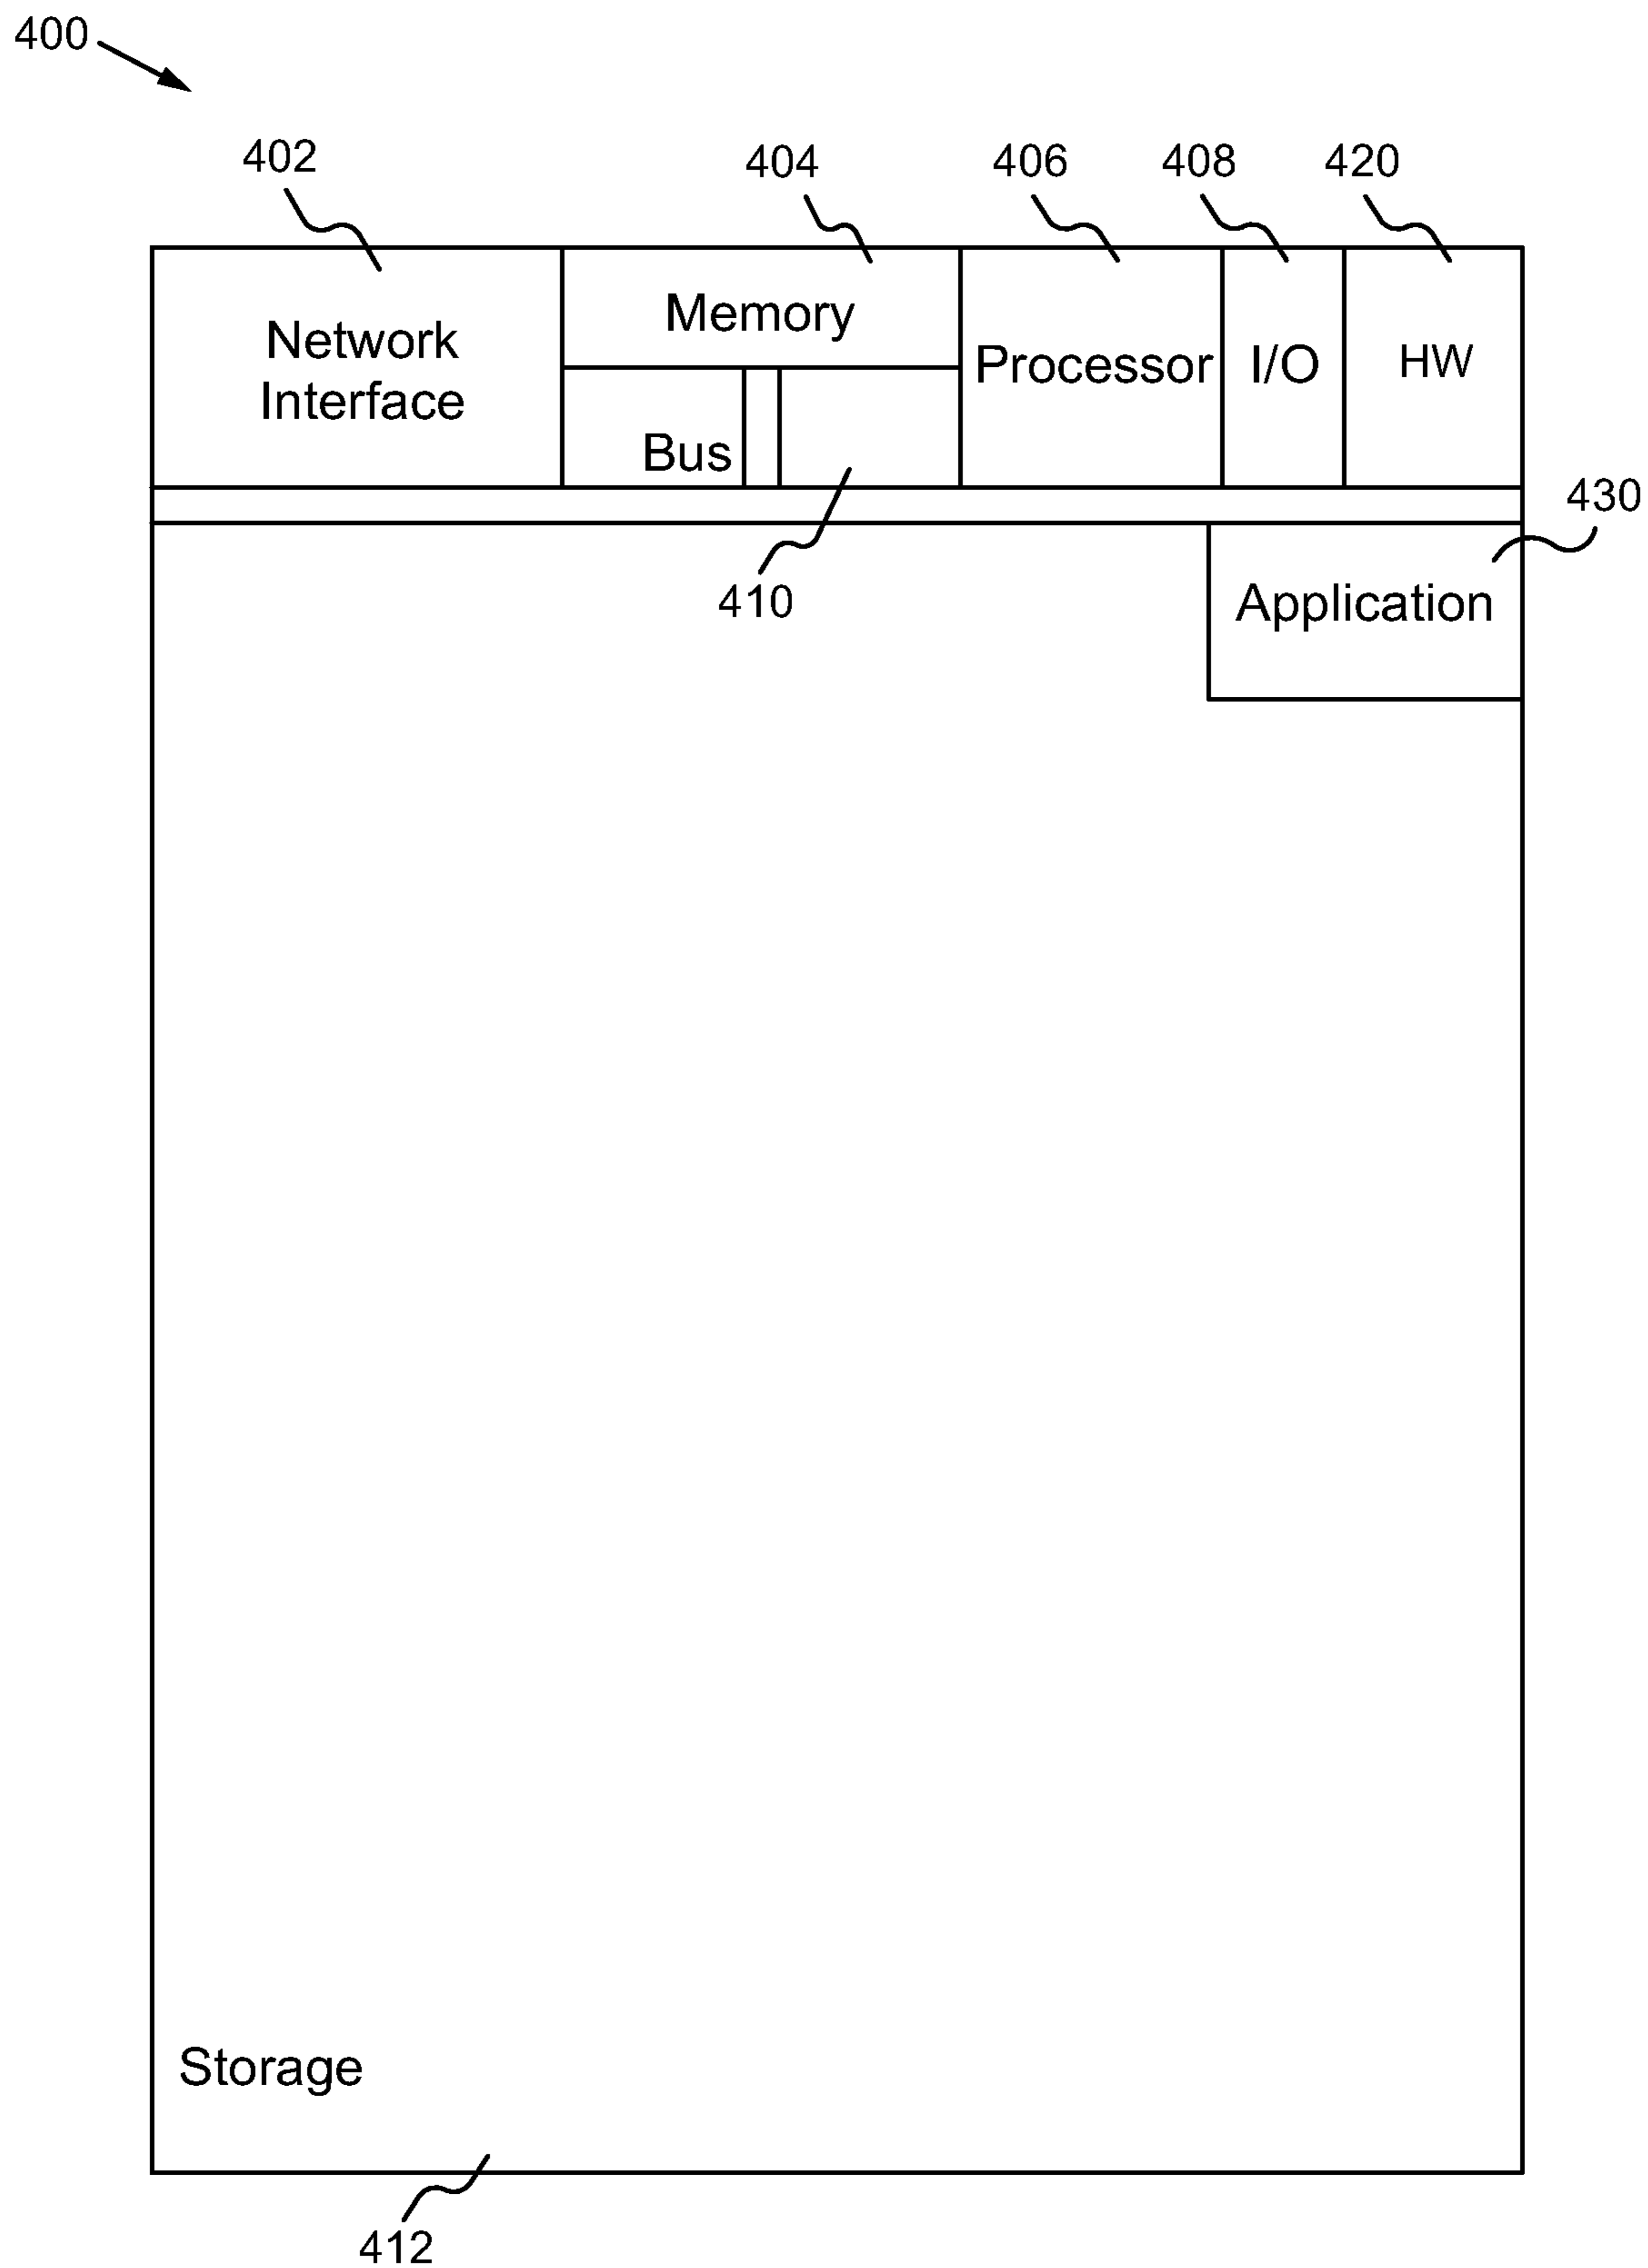 400
402
404
406
408
420
Network
Interface
Memory
Processor
I/O
HW
Bus
430
410
Application
Storage
412